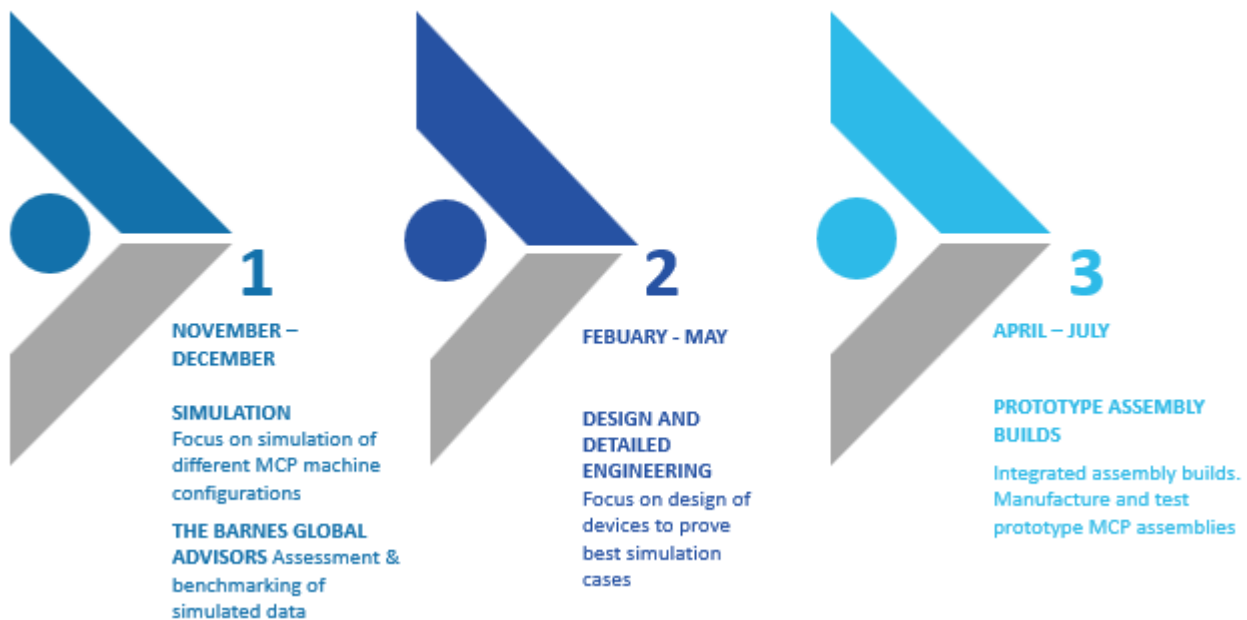 1
NOVEMBER –
DECEMBER
SIMULATION
Focus on simulation of
different MCP machine
configurations
THE BARNES GLOBAL
ADVISORS Assessment &
benchmarking of
simulated data
2
FEBUARY - MAY
DESIGN AND
DETAILED
ENGINEERING
Focus on design of
devices to prove
best simulation
cases
3
APRIL – JULY
PROTOTYPE ASSEMBLY
BUILDS
Integrated assembly builds.
Manufacture and test
prototype MCP assemblies